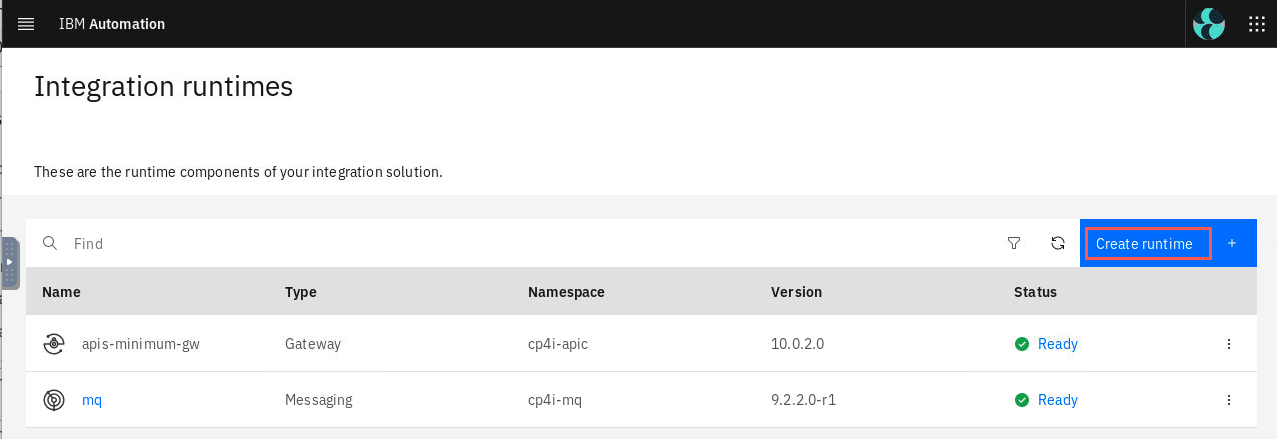 IBM Automation
Integration runtimes
These are the runtime components of your integration solution.
Find
Create runtime +
Name Type Namespace Version Status
apis-minimum-gw Gateway cp4i-apic 10.0.2.0 Ready
mq Messaging cp4i-mq 9.2.2.0-r1 Ready